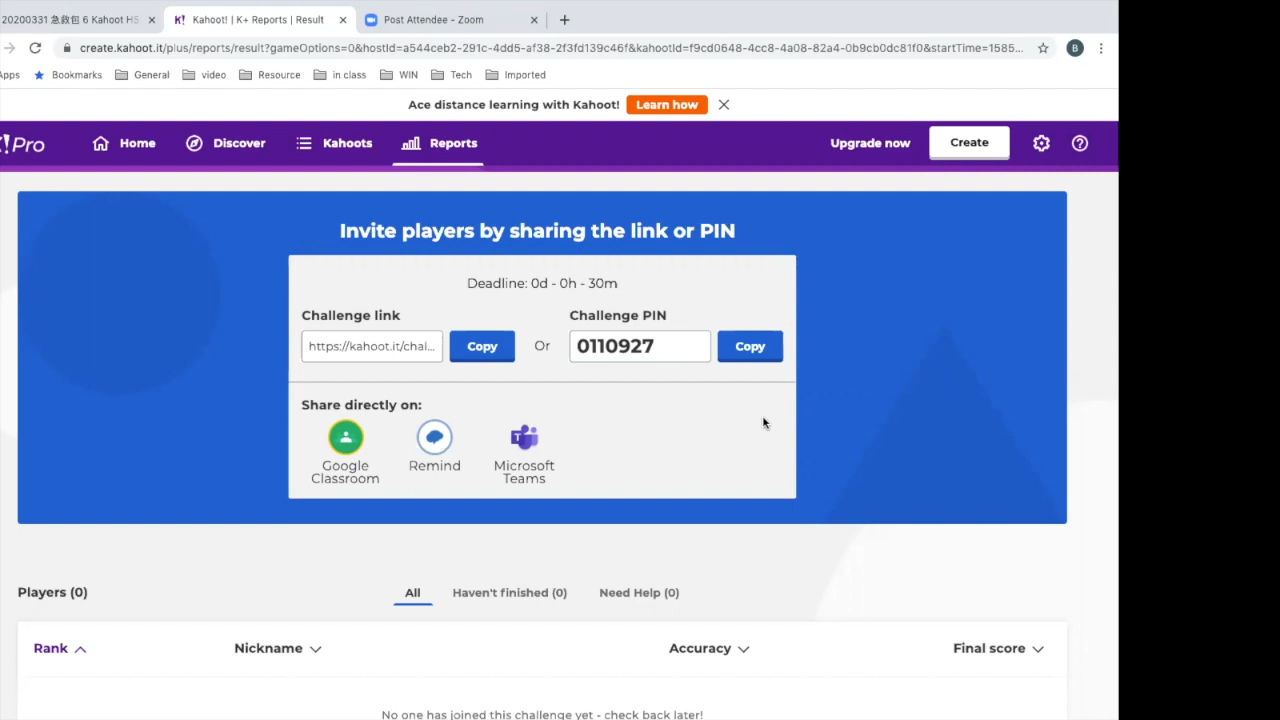 20200331 急救包 6 Kahoot H5
Kahoot! | K+ Reports | Result
Post Attendee - Zoom
create.kahoot.it/plus/reports/result?gameOptions=0&hostId=a544ceb2-291c-4dd5-af38-2f3fd139c46f&kahootId=f9cd0648-4cc8-4a08-82a4-0b9cb0dc81f0&startTime=1585...
B
Apps Bookmarks General video Resource in class WIN Tech Imported
Ace distance learning with Kahoot! Learn how
K!Pro Home Discover Kahoots Reports Upgrade now Create
Invite players by sharing the link or PIN
Deadline: 0d - 0h - 30m
Challenge link Challenge PIN
https://kahoot.it/chal... Copy Or 0110927 Copy
Share directly on:
Google Classroom Remind Microsoft Teams
Players (0) All Haven't finished (0) Need Help (0)
Rank Nickname Accuracy Final score
No one has joined this challenge yet - check back later!